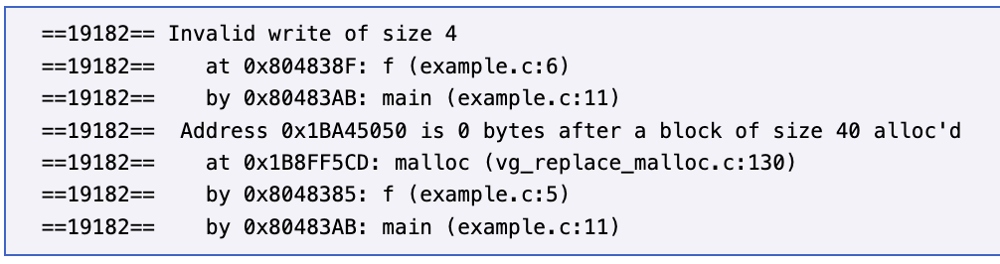 ==19182== Invalid write of size 4
==19182==    at 0x804838F: f (example.c:6)
==19182==    by 0x80483AB: main (example.c:11)
==19182==  Address 0x1BA45050 is 0 bytes after a block of size 40 alloc'd
==19182==    at 0x1B8FF5CD: malloc (vg_replace_malloc.c:130)
==19182==    by 0x8048385: f (example.c:5)
==19182==    by 0x80483AB: main (example.c:11)